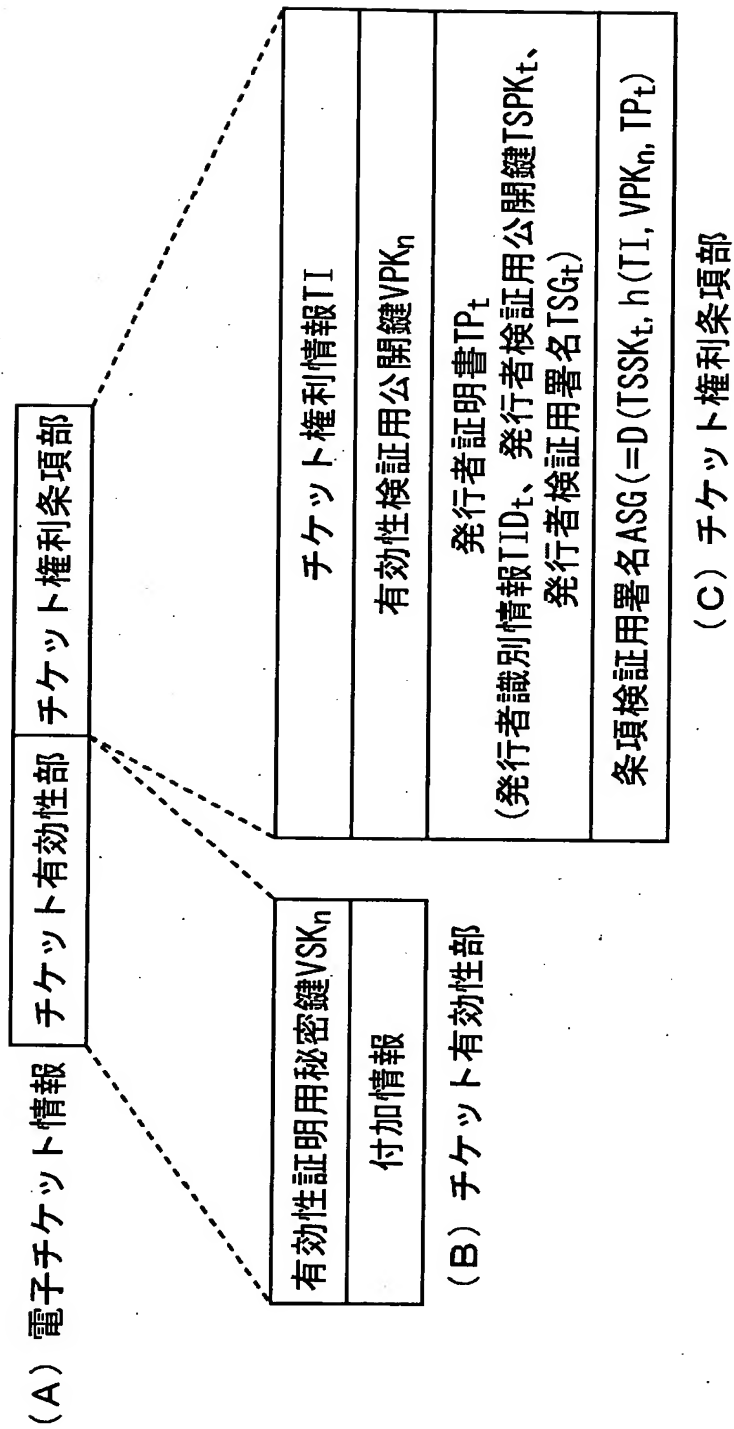 (A) 電子チケット情報
チケット有効性部
チケット権利条項部
有効性証明用秘密鍵VSKn
付加情報
(B) チケット有効性部
チケット権利情報TI
有効性検証用公開鍵VPKn
発行者証明書TPt
(発行者識別情報TIDt、発行者検証用公開鍵TSPKt、
発行者検証用署名TSGt)
条項検証用署名ASG(=D(TSSKt, h(TI, VPKn, TPt)
(C) チケット権利条項部